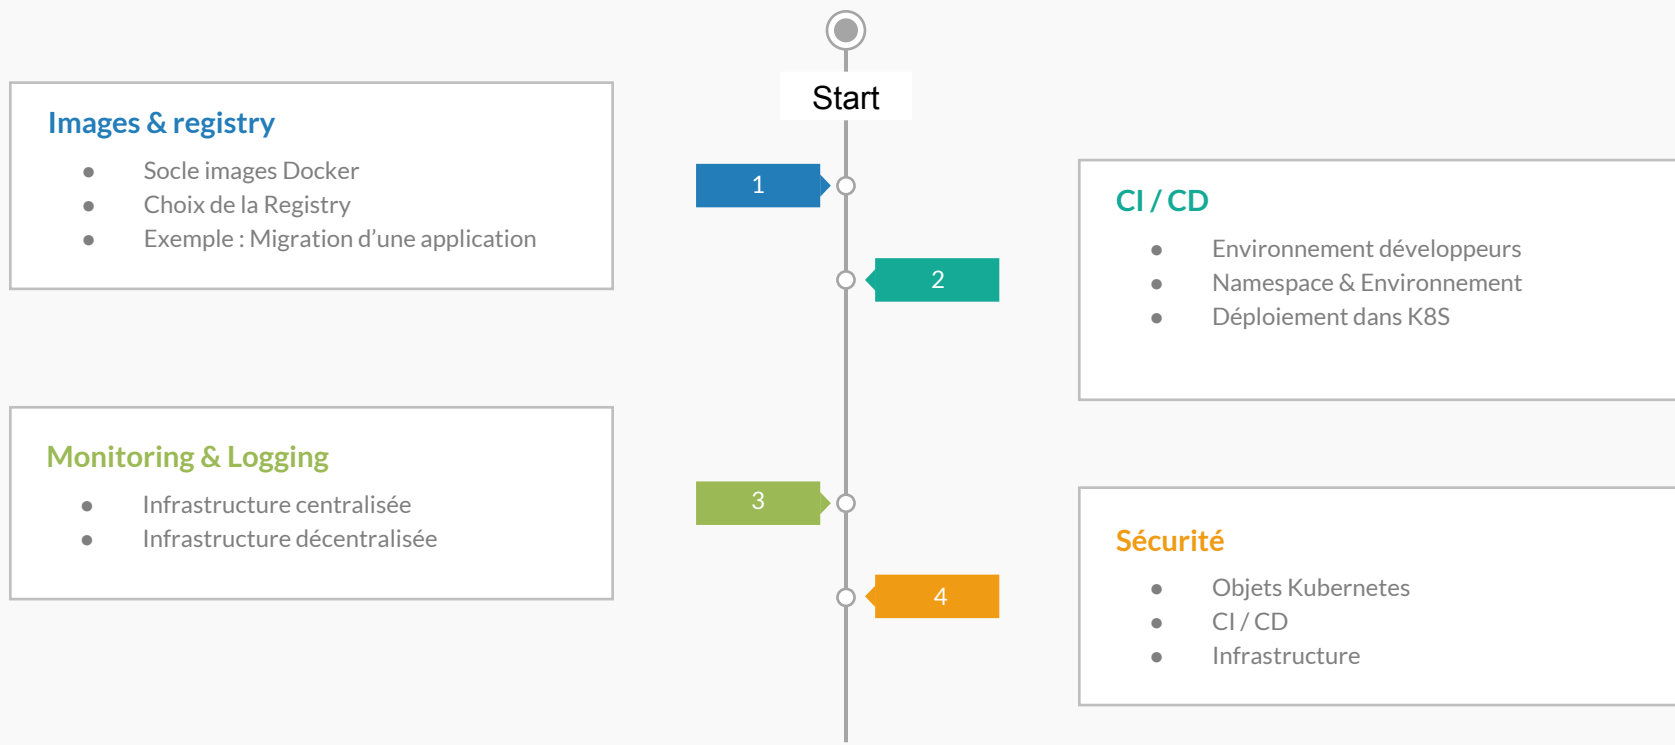 Start
Images & registry
● Socle images Docker
● Choix de la Registry
● Exemple : Migration d’une application
1
CI / CD
● Environnement développeurs
● Namespace & Environnement
● Déploiement dans K8S
2
Monitoring & Logging
● Infrastructure centralisée
● Infrastructure décentralisée
3
Sécurité
● Objets Kubernetes
● CI / CD
● Infrastructure
4